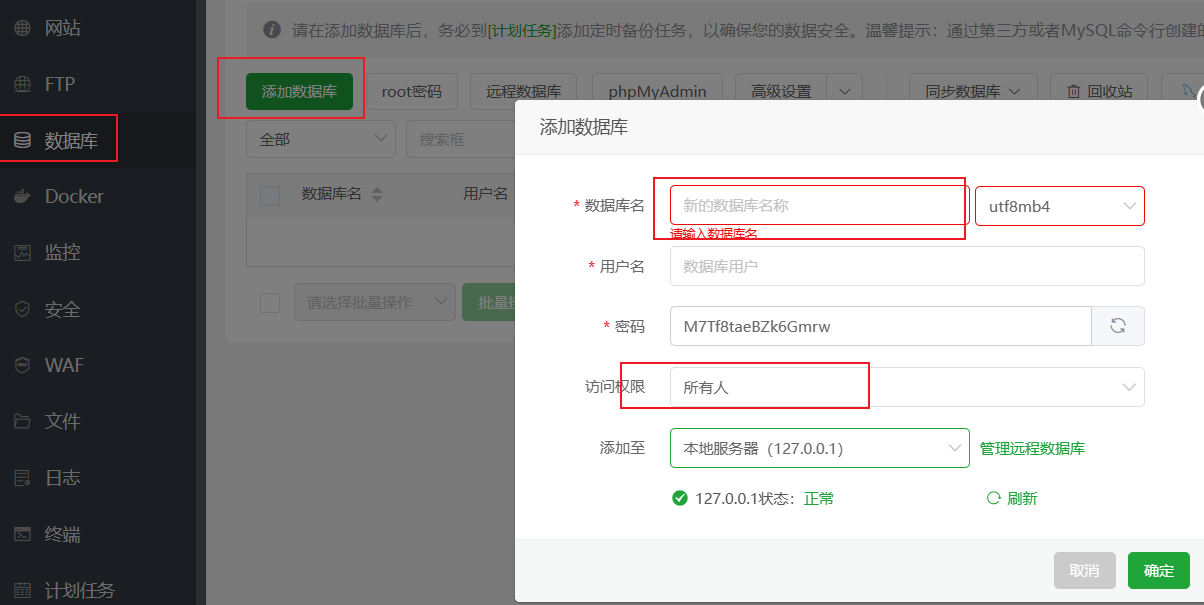 网站
FTP
数据库
Docker
监控
安全
WAF
文件
日志
终端
计划任务
请在添加数据库后，务必到[计划任务]添加定时备份任务，以确保您的数据安全。温馨提示：通过第三方或者MySQL命令行创建的
添加数据库 root密码 远程数据库 phpMyAdmin 高级设置 同步数据库 回收站
全部 搜索框
数据库名 用户名
请选择批量操作 批量
添加数据库
* 数据库名 新的数据库名称 utf8mb4
请输入数据库名
* 用户名 数据库用户
* 密码 M7Tf8taeBZk6Gmrw
访问权限 所有人
添加至 本地服务器（127.0.0.1） 管理远程数据库
127.0.0.1状态：正常 刷新
取消 确定